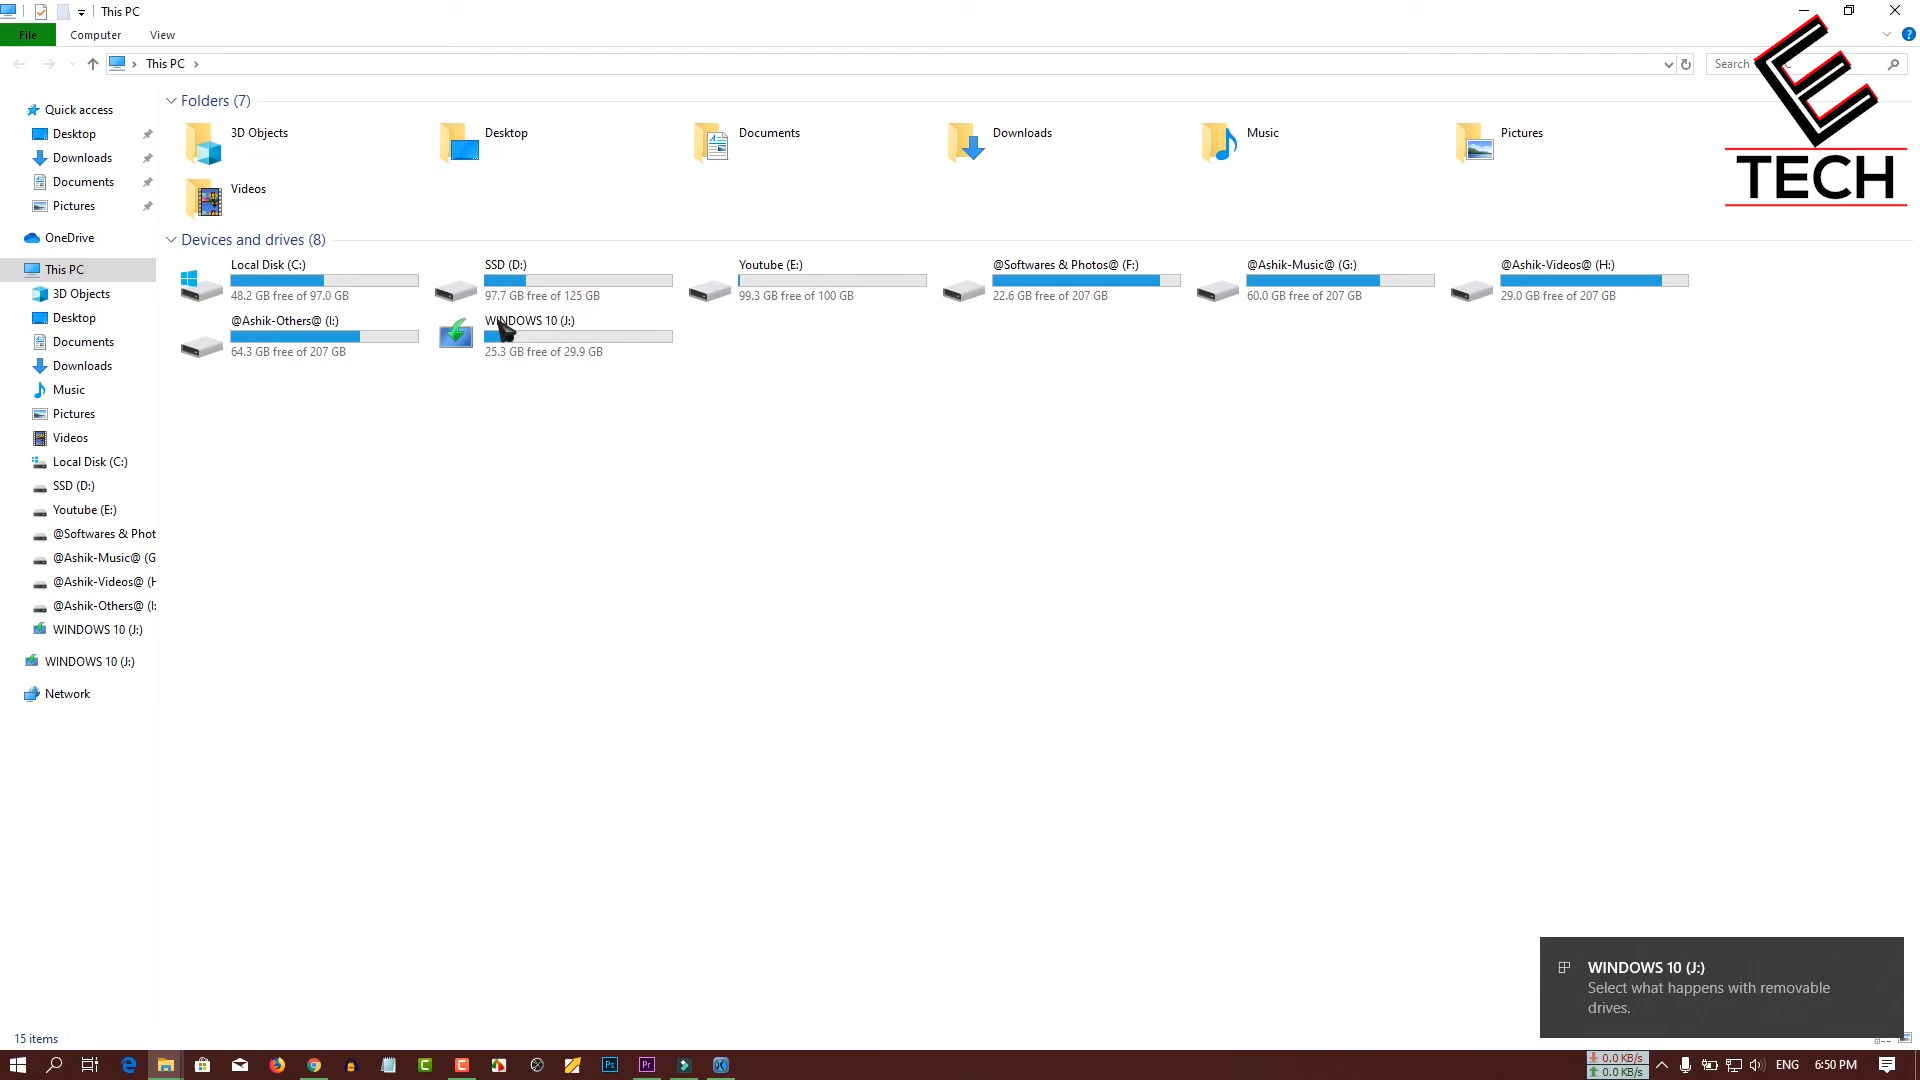 This PC
File
Computer
View
This PC
Search
Quick access
Desktop
Downloads
Documents
Pictures
OneDrive
This PC
3D Objects
Desktop
Documents
Downloads
Music
Pictures
Videos
Local Disk (C:)
SSD (D:)
Youtube (E:)
@Softwares & Phot
@Ashik-Music@ (G
@Ashik-Videos@ (H
@Ashik-Others@ (I:
WINDOWS 10 (J:)
WINDOWS 10 (J:)
Network
Folders (7)
3D Objects
Desktop
Documents
Downloads
Music
Pictures
Videos
Devices and drives (8)
Local Disk (C:)
48.2 GB free of 97.0 GB
SSD (D:)
97.7 GB free of 125 GB
Youtube (E:)
99.3 GB free of 100 GB
@Softwares & Photos@ (F:)
22.6 GB free of 207 GB
@Ashik-Music@ (G:)
60.0 GB free of 207 GB
@Ashik-Videos@ (H:)
29.0 GB free of 207 GB
@Ashik-Others@ (I:)
64.3 GB free of 207 GB
WINDOWS 10 (J:)
25.3 GB free of 29.9 GB
E
TECH
WINDOWS 10 (J:)
Select what happens with removable
drives.
15 items
Ps
Pr
0.0 KB/s
0.0 KB/s
ENG
6:50 PM